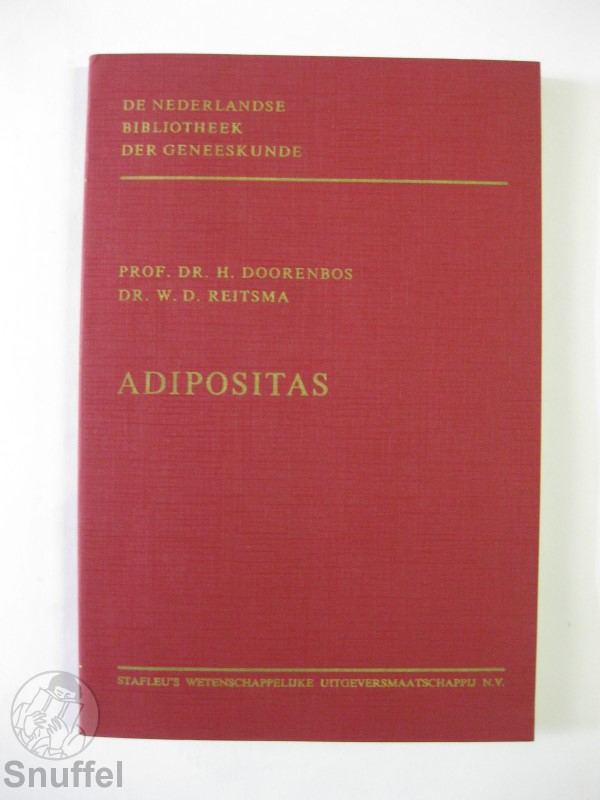 DE NEDERLANDSE
BIBLIOTHEEK
DER GENEESKUNDE
PROF. DR. H. DOORENBOS
DR. W. D. REITSMA
ADIPOSITAS
STAFLEU'S WETENSCHAPPELIJKE UITGEVERSMAATSCHAPPIJ N.V.
Snuffel